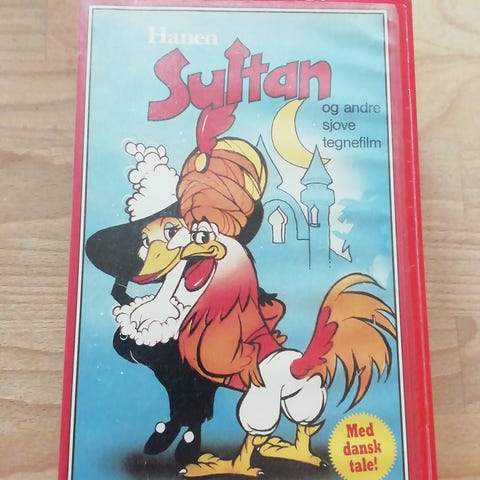 Hanen
Sultan
og andre
sjove
tegnefilm
Med
dansk
tale!